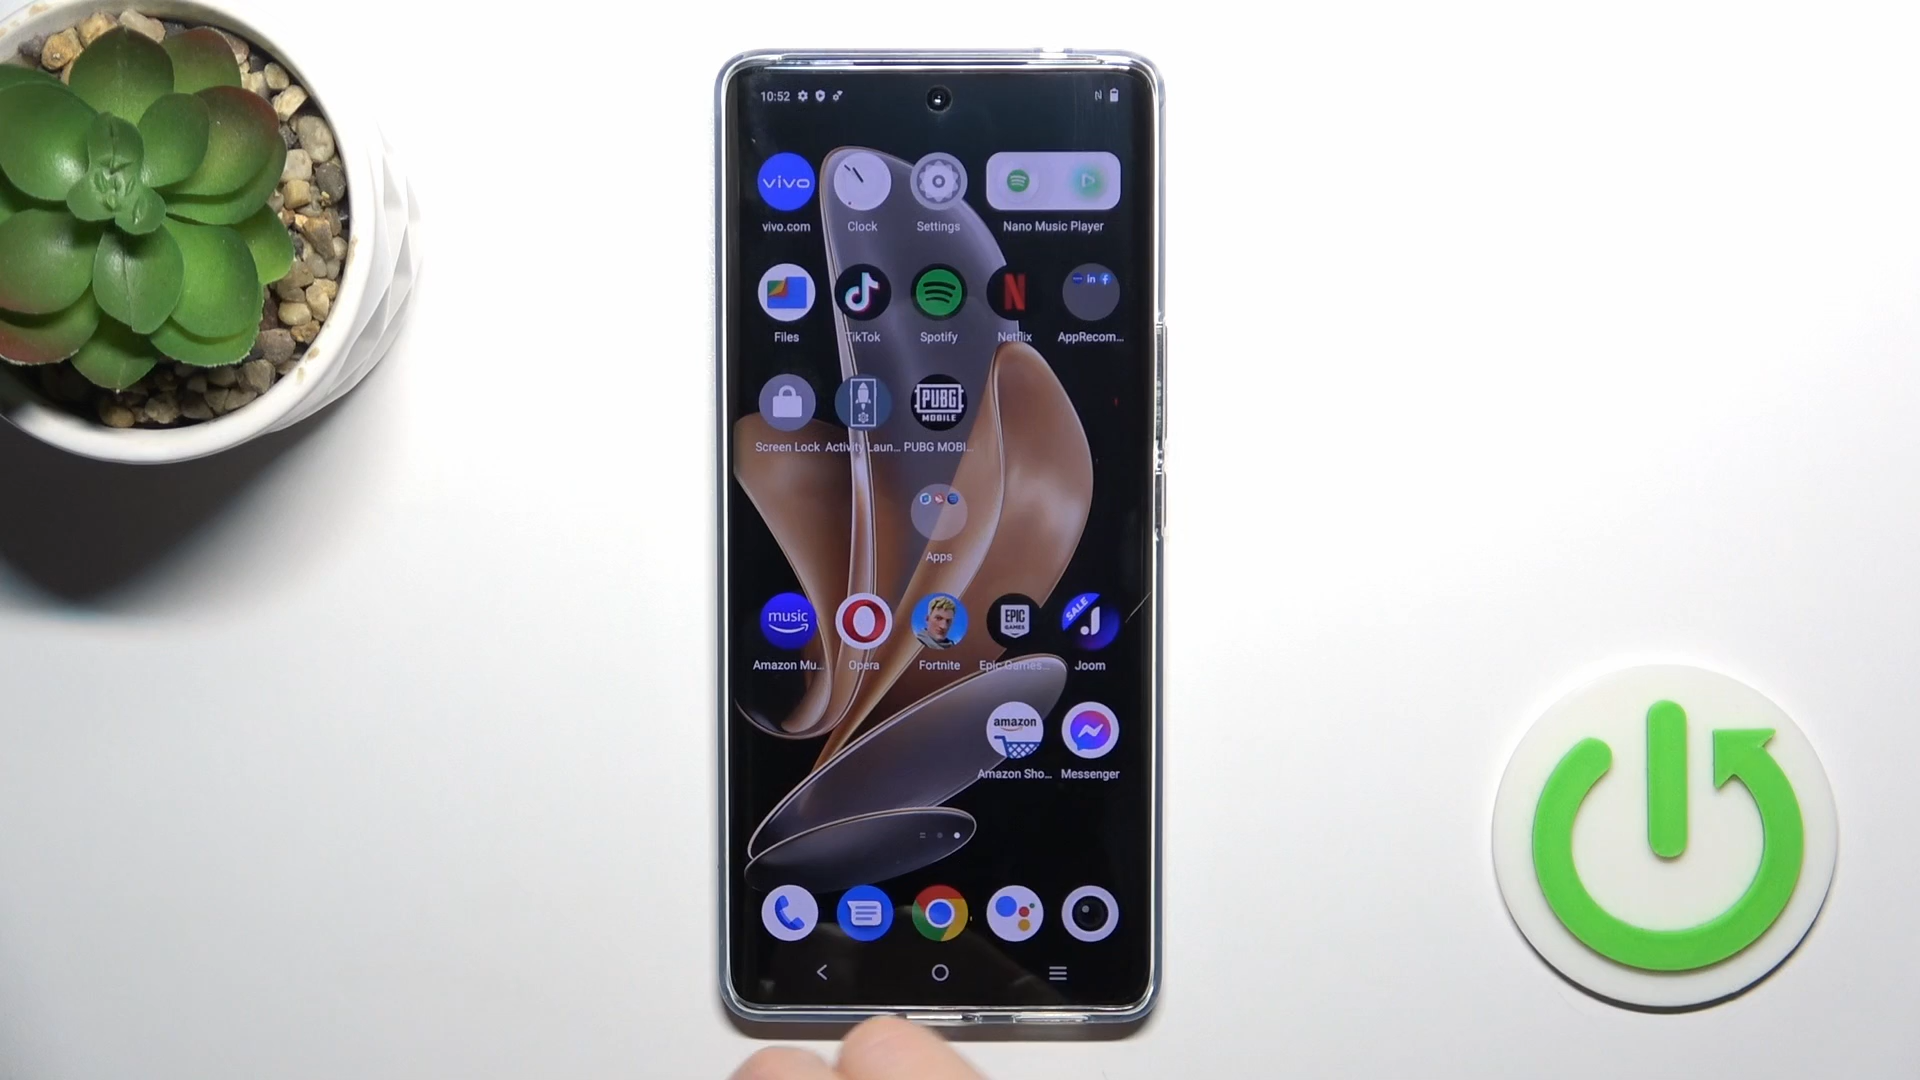 10:52
vivo
vivo.com
Clock
Settings
Nano Music Player
Files
TikTok
Spotify
N
Netflix
in f
AppRecom...
Screen Lock
Activity Laun...
PUBG
MOBILE
PUBG MOBI...
Apps
music
Amazon Mu...
Opera
Fortnite
EPIC
GAMES
Epic Games...
SALE
J
Joom
amazon
Amazon Sho...
Messenger